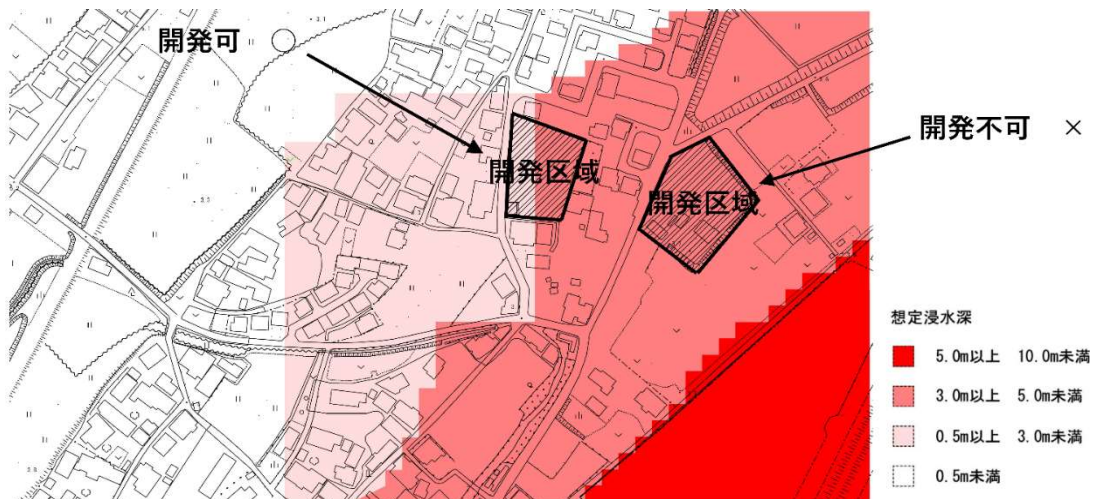 開発可 ○
開発不可 ×
開発区域
開発区域
想定浸水深
5.0m以上 10.0m未満
3.0m以上 5.0m未満
0.5m以上 3.0m未満
0.5m未満